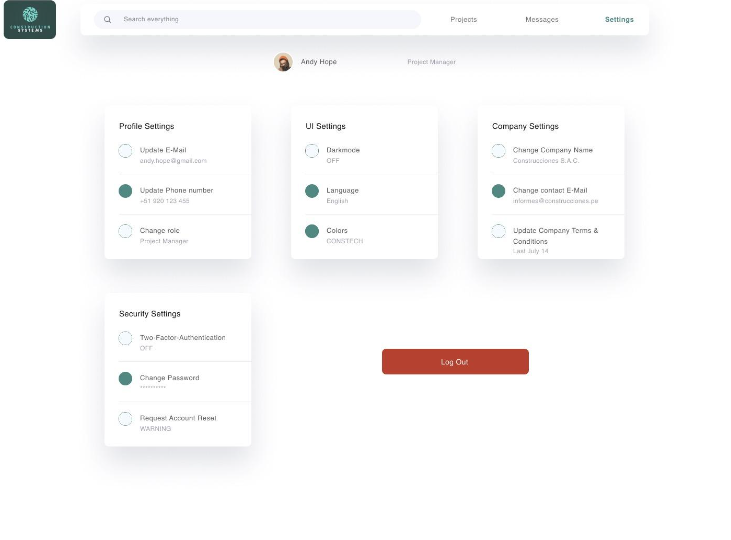 CONSTRUCTION
SYSTEMS
Search everything
Projects
Messages
Settings
Andy Hope
Project Manager
Profile Settings
Update E-Mail
andy.hope@gmail.com
Update Phone number
+51 920 123 456
Change role
Project Manager
UI Settings
Darkmode
OFF
Language
English
Colors
CONSTECH
Company Settings
Change Company Name
Construcciones S.A.C.
Change contact E-Mail
informes@construcciones.pe
Update Company Terms &
Conditions
Last July 14
Security Settings
Two-Factor-Authentication
OFF
Change Password
**********
Request Account Reset
WARNING
Log Out